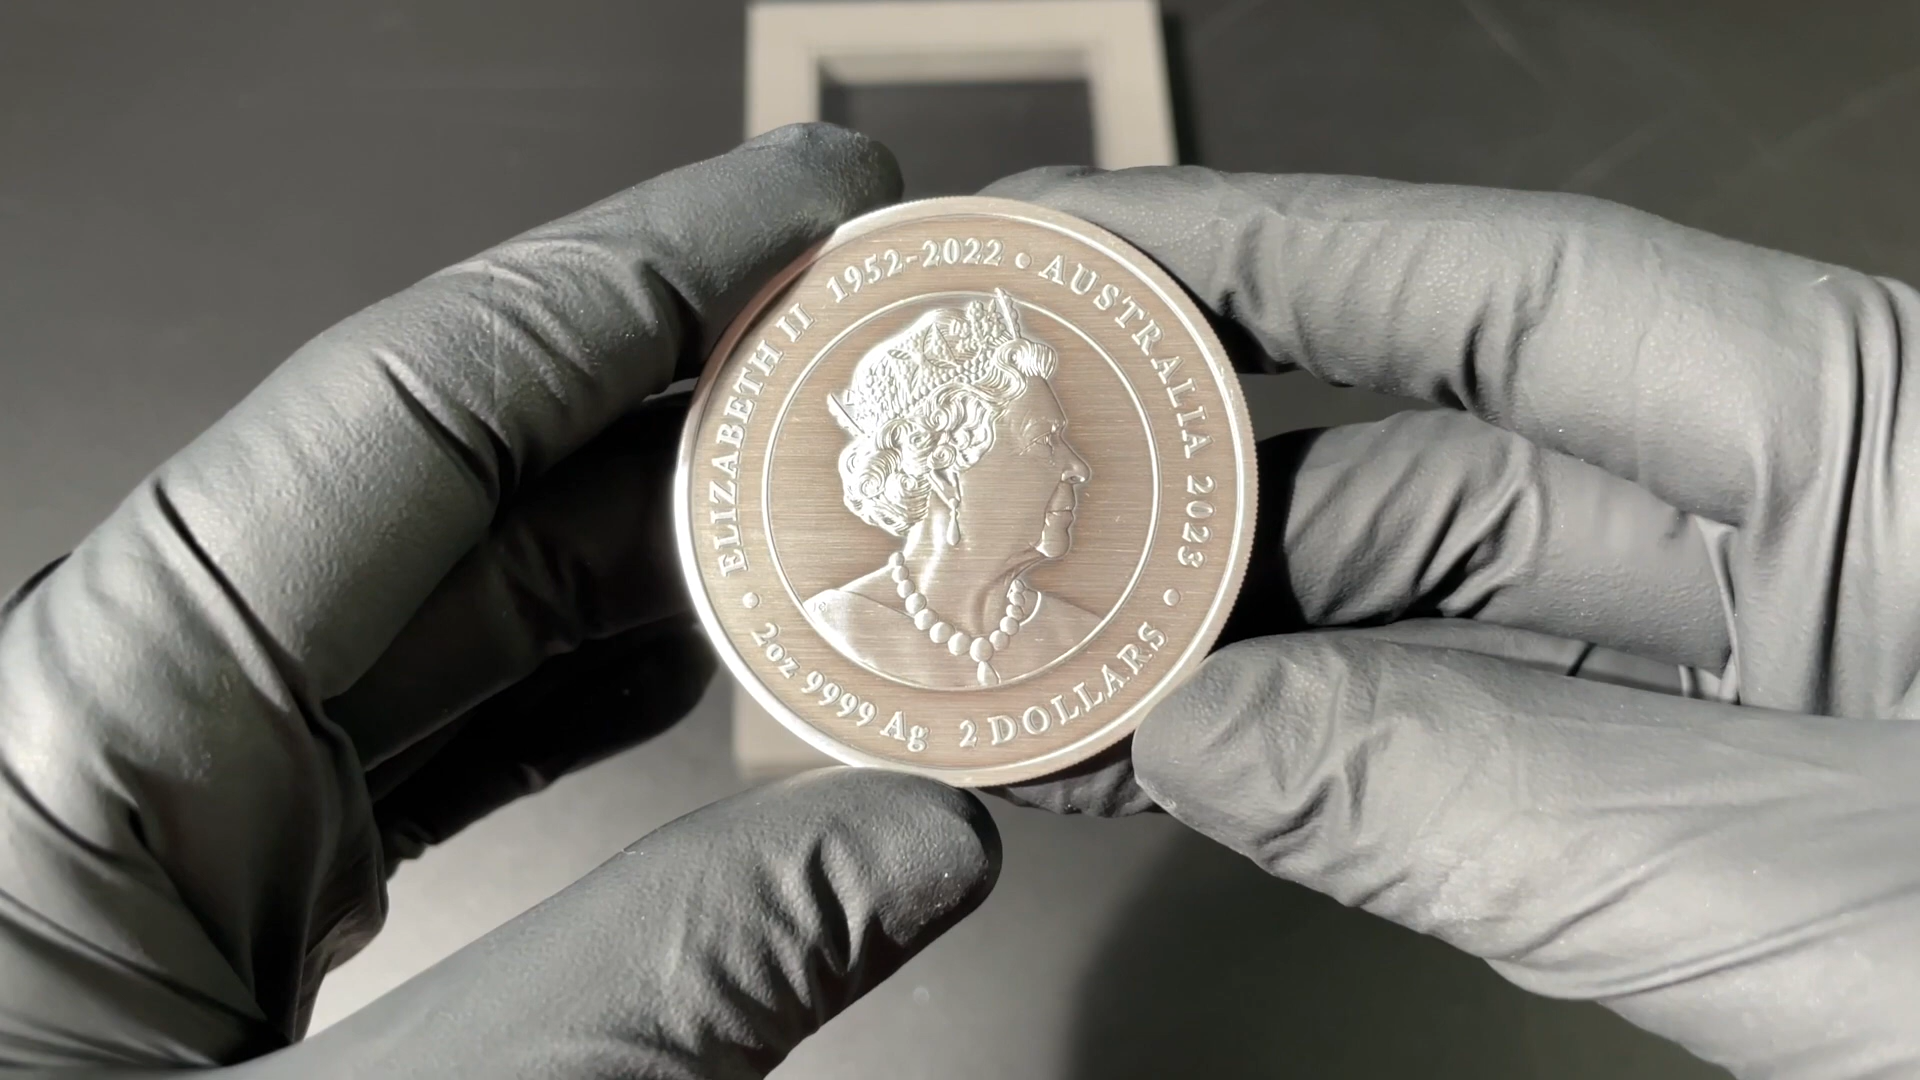 ELIZABETH II 1952-2022 • AUSTRALIA 2023 •
2oz 9999 Ag 2 DOLLARS